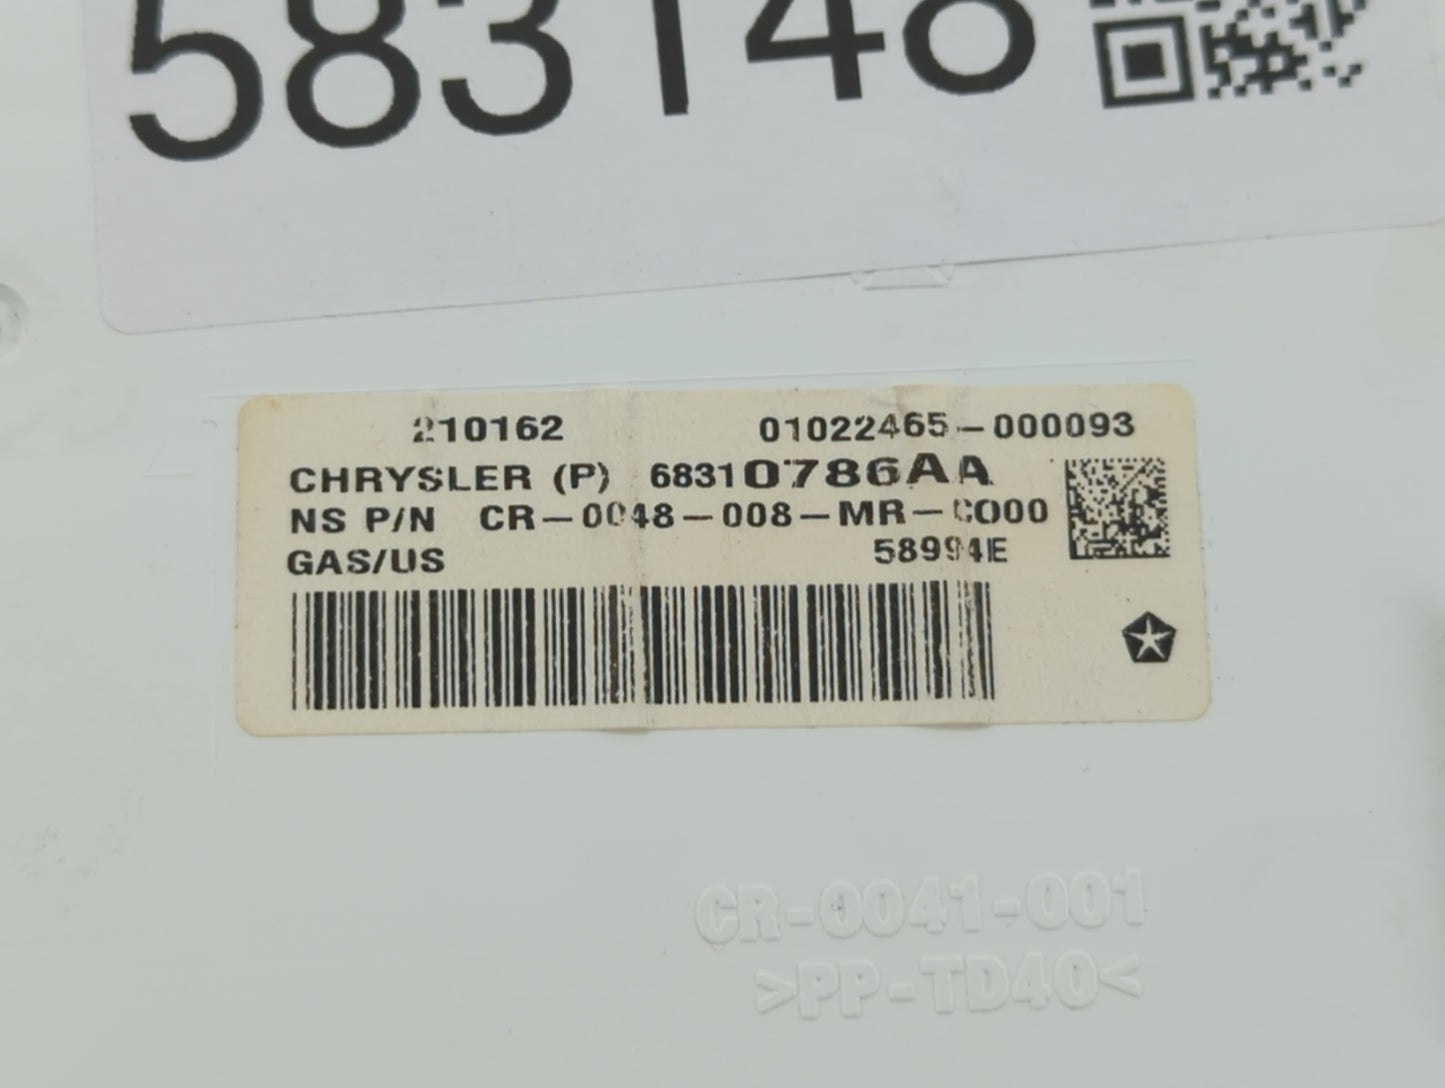 583148
210162 01022465-000093
CHRYSLER (P) 68310786AA
NS P/N CR-0048-008-MR-C000
GAS/US 58994E
CR-0041-001
>PP-TD40<